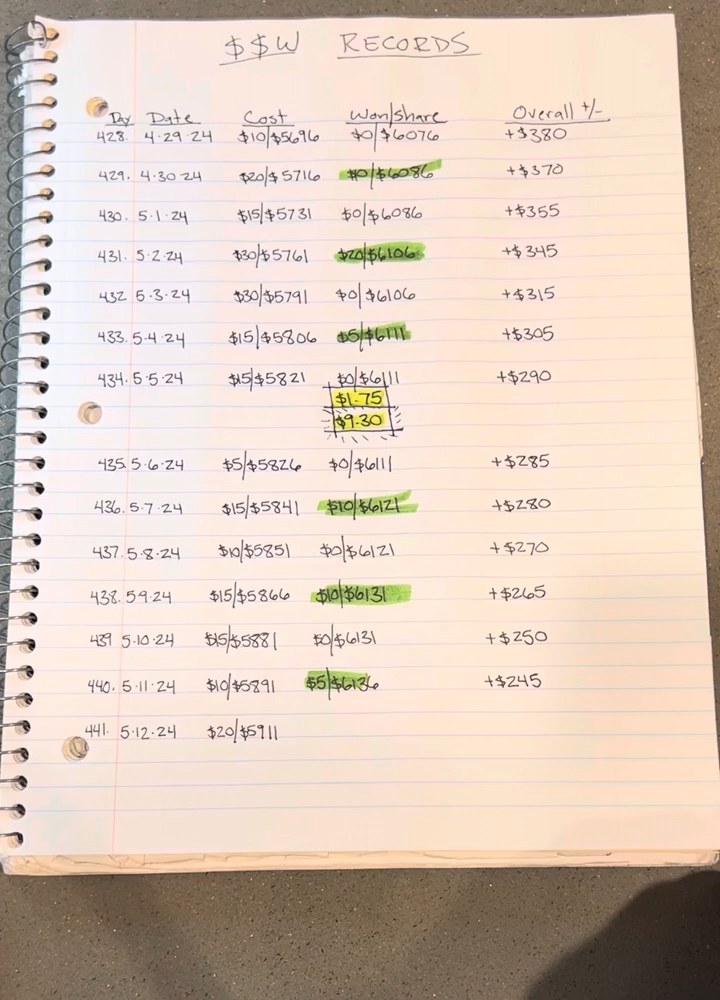 $$W RECORDS
Day Date Cost Won/share Overall +/-
428. 4·29·24 $10/$5696 $0/$6076 +$380
429. 4·30·24 $20/$5716 $10/$6086 +$370
430. 5·1·24 $15/$5731 $0/$6086 +$355
431. 5·2·24 $30/$5761 $20/$6106 +$345
432 5·3·24 $30/$5791 $0/$6106 +$315
433. 5·4·24 $15/$5806 $5/$6111 +$305
434. 5·5·24 $15/$5821 $0/$6111 +$290
$1.75
$9.30
435. 5·6·24 $5/$5826 $0/$6111 +$285
436. 5·7·24 $15/$5841 $10/$6121 +$280
437. 5·8·24 $10/$5851 $0/$6121 +$270
438. 5·9·24 $15/$5866 $10/$6131 +$265
439 5·10·24 $15/$5881 $0/$6131 +$250
440. 5·11·24 $10/$5891 $5/$6136 +$245
441. 5·12·24 $20/$5911